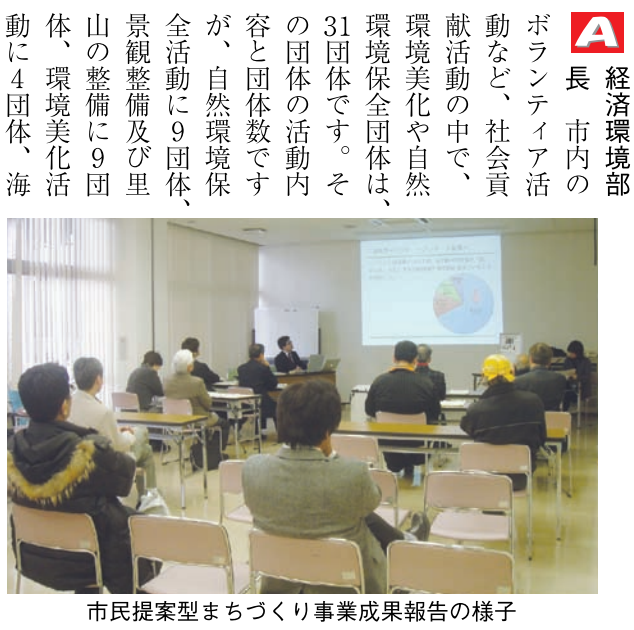 A
経済環境部
長　市内の
ボランティア活
動など、社会貢
献活動の中で、
環境美化や自然
環境保全団体は、
31団体です。そ
の団体の活動内
容と団体数です
が、自然環境保
全活動に９団体、
景観整備及び里
山の整備に９団
体、環境美化活
動に４団体、海
市民提案型まちづくり事業成果報告の様子